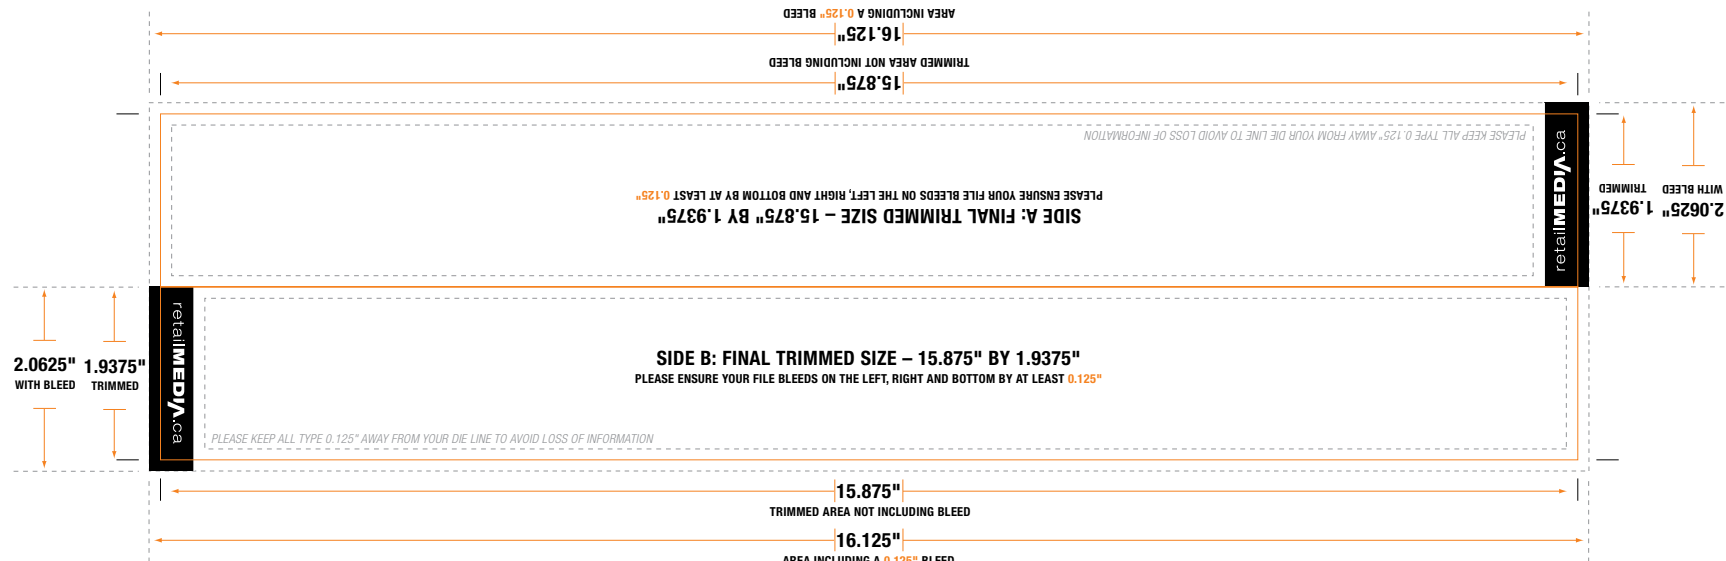 AREA INCLUDING A 0.125" BLEED
16.125"
TRIMMED AREA NOT INCLUDING BLEED
15.875"
PLEASE KEEP ALL TYPE 0.125" AWAY FROM YOUR DIE LINE TO AVOID LOSS OF INFORMATION
SIDE A: FINAL TRIMMED SIZE – 15.875" BY 1.9375"
PLEASE ENSURE YOUR FILE BLEEDS ON THE LEFT, RIGHT AND BOTTOM BY AT LEAST 0.125"
retailMEDIA.ca
1.9375"
TRIMMED
2.0625"
WITH BLEED
2.0625"
WITH BLEED
1.9375"
TRIMMED
retailMEDIA.ca
SIDE B: FINAL TRIMMED SIZE – 15.875" BY 1.9375"
PLEASE ENSURE YOUR FILE BLEEDS ON THE LEFT, RIGHT AND BOTTOM BY AT LEAST 0.125"
PLEASE KEEP ALL TYPE 0.125" AWAY FROM YOUR DIE LINE TO AVOID LOSS OF INFORMATION
15.875"
TRIMMED AREA NOT INCLUDING BLEED
16.125"
AREA INCLUDING A 0.125" BLEED